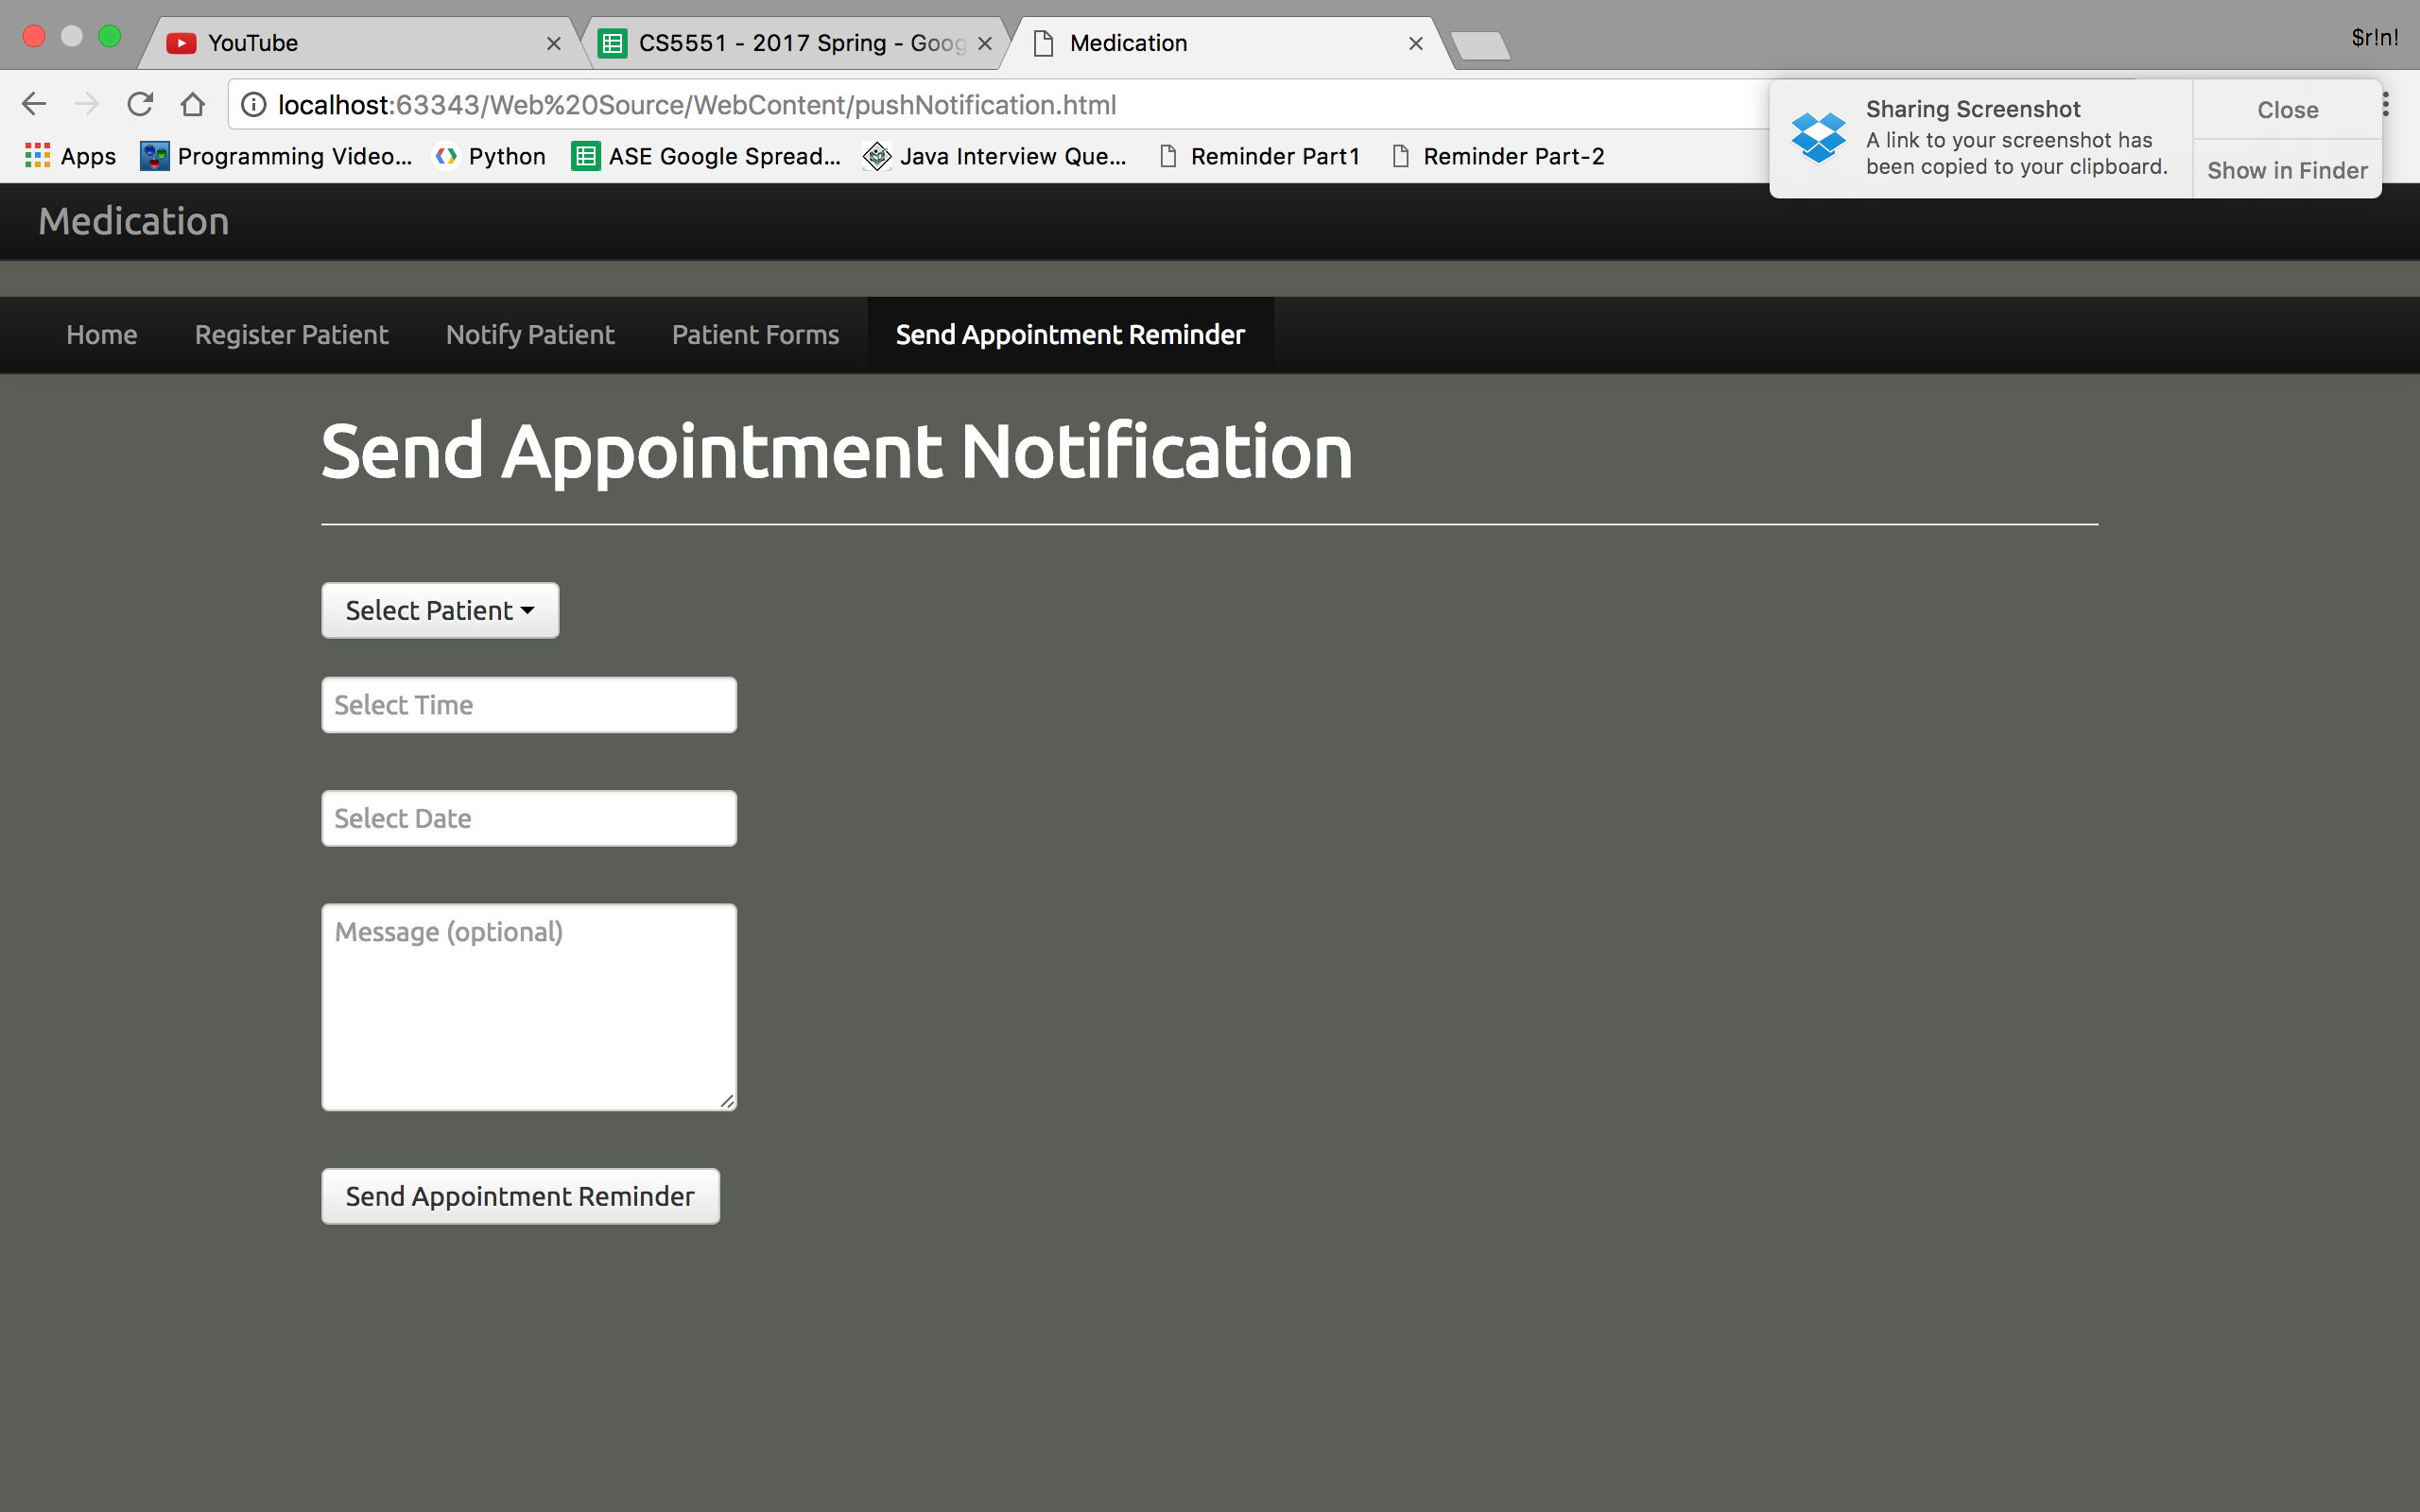 YouTube
CS5551 - 2017 Spring - Goog
Medication
$r!n!
localhost:63343/Web%20Source/WebContent/pushNotification.html
Sharing Screenshot
A link to your screenshot has
been copied to your clipboard.
Close
Show in Finder
Apps
Programming Video...
Python
ASE Google Spread...
Java Interview Que...
Reminder Part1
Reminder Part-2
Medication
Home
Register Patient
Notify Patient
Patient Forms
Send Appointment Reminder
Send Appointment Notification
Select Patient
Select Time
Select Date
Message (optional)
Send Appointment Reminder